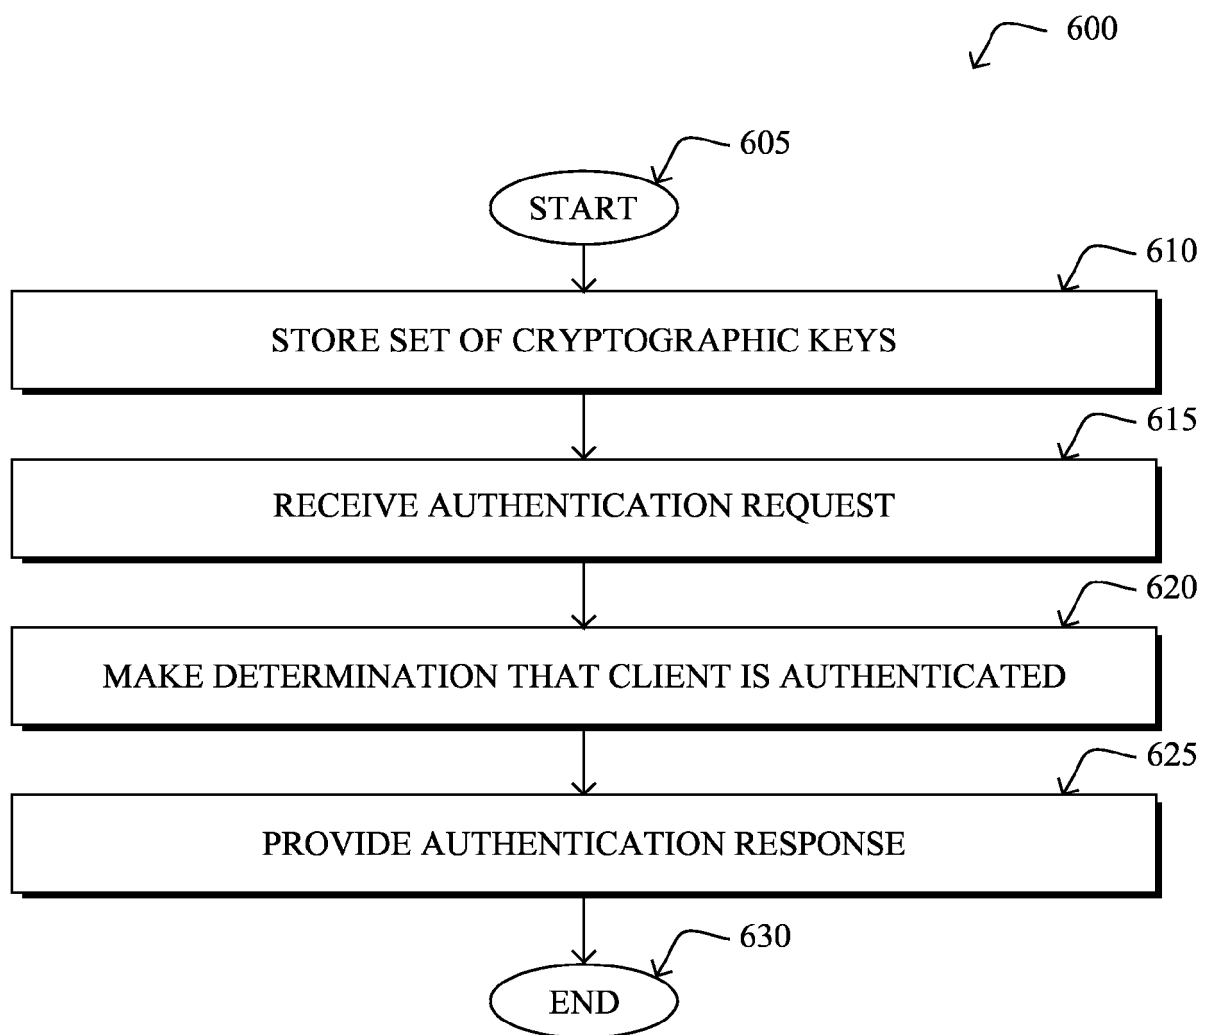 600
605
START
610
STORE SET OF CRYPTOGRAPHIC KEYS
615
RECEIVE AUTHENTICATION REQUEST
620
MAKE DETERMINATION THAT CLIENT IS AUTHENTICATED
625
PROVIDE AUTHENTICATION RESPONSE
630
END